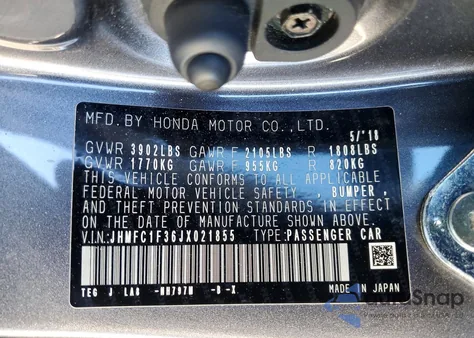 MFD.BY HONDA MOTOR CO.,LTD.
5/'18
GVWR 3902LBS GAWR F 2105LBS R 1808LBS
GVWR 1770KG GAWR F 955KG R 820KG
THIS VEHICLE CONFORMS TO ALL APPLICABLE
FEDERAL MOTOR VEHICLE SAFETY , BUMPER ,
AND THEFT PREVENTION STANDARDS IN EFFECT
ON THE DATE OF MANUFACTURE SHOWN ABOVE.
V.I.N:JHMFC1F36JX021855 TYPE:PASSENGER CAR
TEG J LA8 -B-X
MADE IN JAPAN